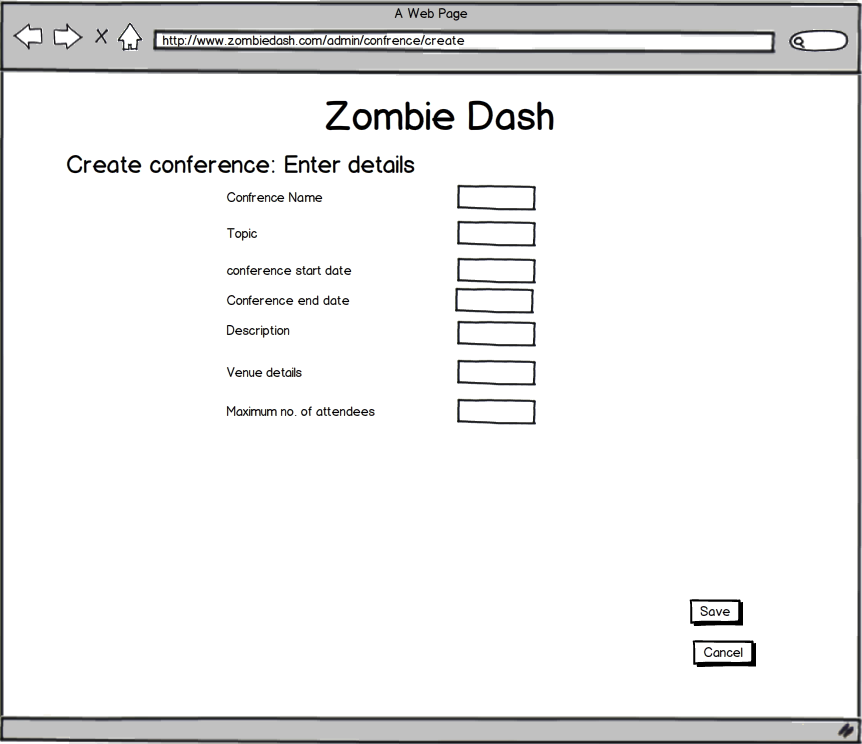 A Web Page
http://www.zombiedash.com/admin/confrence/create
Zombie Dash
Create conference: Enter details
Confrence Name
Topic
conference start date
Conference end date
Description
Venue details
Maximum no. of attendees
Save
Cancel